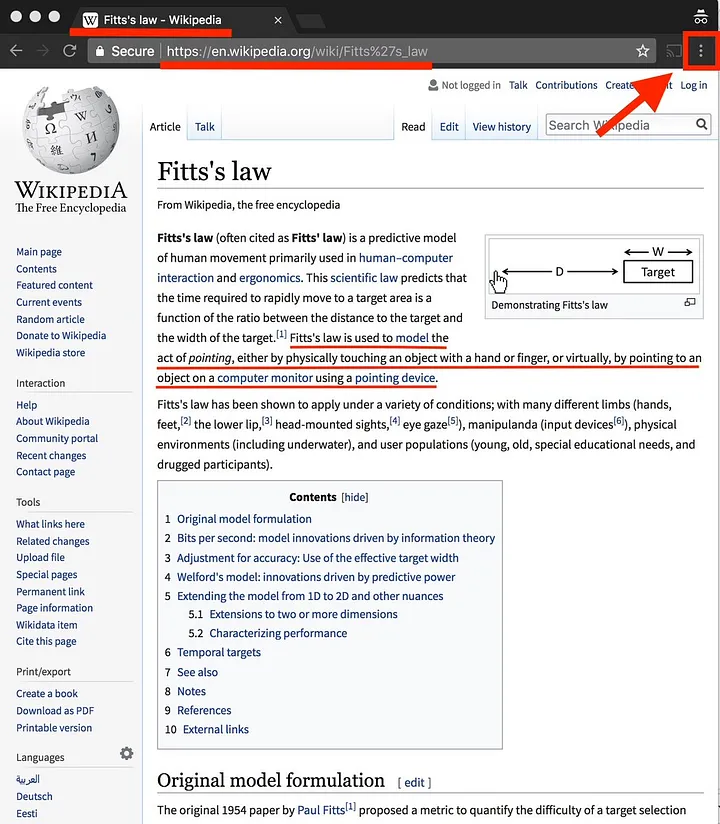 Fitts's law - Wikipedia
Secure https://en.wikipedia.org/wiki/Fitts%27s_law
Not logged in Talk Contributions Log in
Article Talk Read Edit View history Search Wikipedia
WIKIPEDIA
The Free Encyclopedia
Main page
Contents
Featured content
Current events
Random article
Donate to Wikipedia
Wikipedia store
Interaction
Help
About Wikipedia
Community portal
Recent changes
Contact page
Tools
What links here
Related changes
Upload file
Special pages
Permanent link
Page information
Wikidata item
Cite this page
Print/export
Create a book
Download as PDF
Printable version
Languages
العربية
Deutsch
Eesti
Fitts's law
From Wikipedia, the free encyclopedia
Fitts's law (often cited as Fitts' law) is a predictive model
of human movement primarily used in human–computer
interaction and ergonomics. This scientific law predicts that
the time required to rapidly move to a target area is a
function of the ratio between the distance to the target and
the width of the target.[1] Fitts's law is used to model the
act of pointing, either by physically touching an object with a hand or finger, or virtually, by pointing to an
object on a computer monitor using a pointing device.
W
D
Target
Demonstrating Fitts's law
Fitts's law has been shown to apply under a variety of conditions; with many different limbs (hands,
feet,[2] the lower lip,[3] head-mounted sights,[4] eye gaze[5]), manipulanda (input devices[6]), physical
environments (including underwater), and user populations (young, old, special educational needs, and
drugged participants).
Contents [hide]
1 Original model formulation
2 Bits per second: model innovations driven by information theory
3 Adjustment for accuracy: Use of the effective target width
4 Welford's model: innovations driven by predictive power
5 Extending the model from 1D to 2D and other nuances
5.1 Extensions to two or more dimensions
5.2 Characterizing performance
6 Temporal targets
7 See also
8 Notes
9 References
10 External links
Original model formulation [ edit ]
The original 1954 paper by Paul Fitts[1] proposed a metric to quantify the difficulty of a target selection